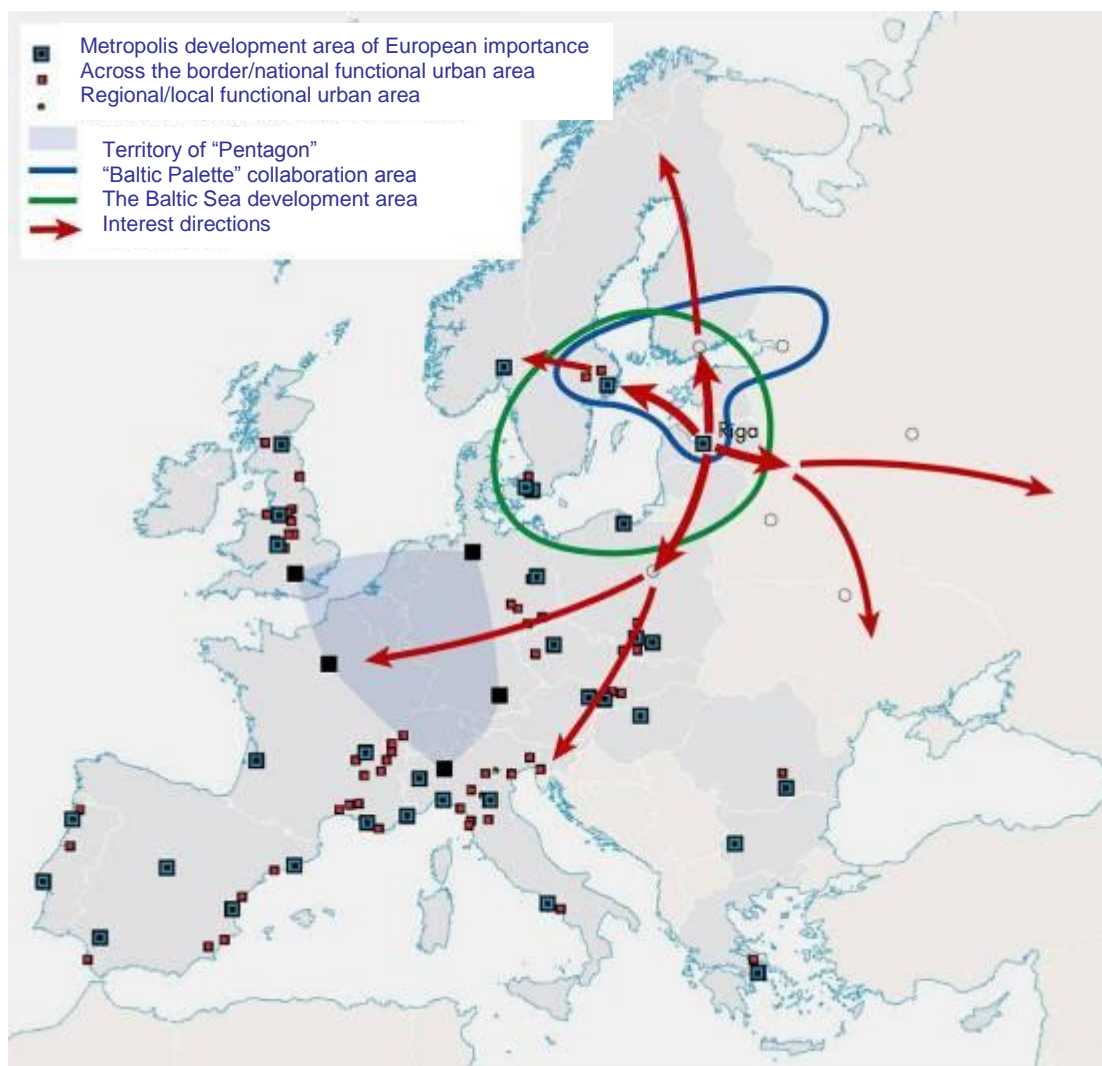 Metropolis development area of European importance
Across the border/national functional urban area
Regional/local functional urban area
Territory of “Pentagon”
“Baltic Palette” collaboration area
The Baltic Sea development area
Interest directions
Rīga